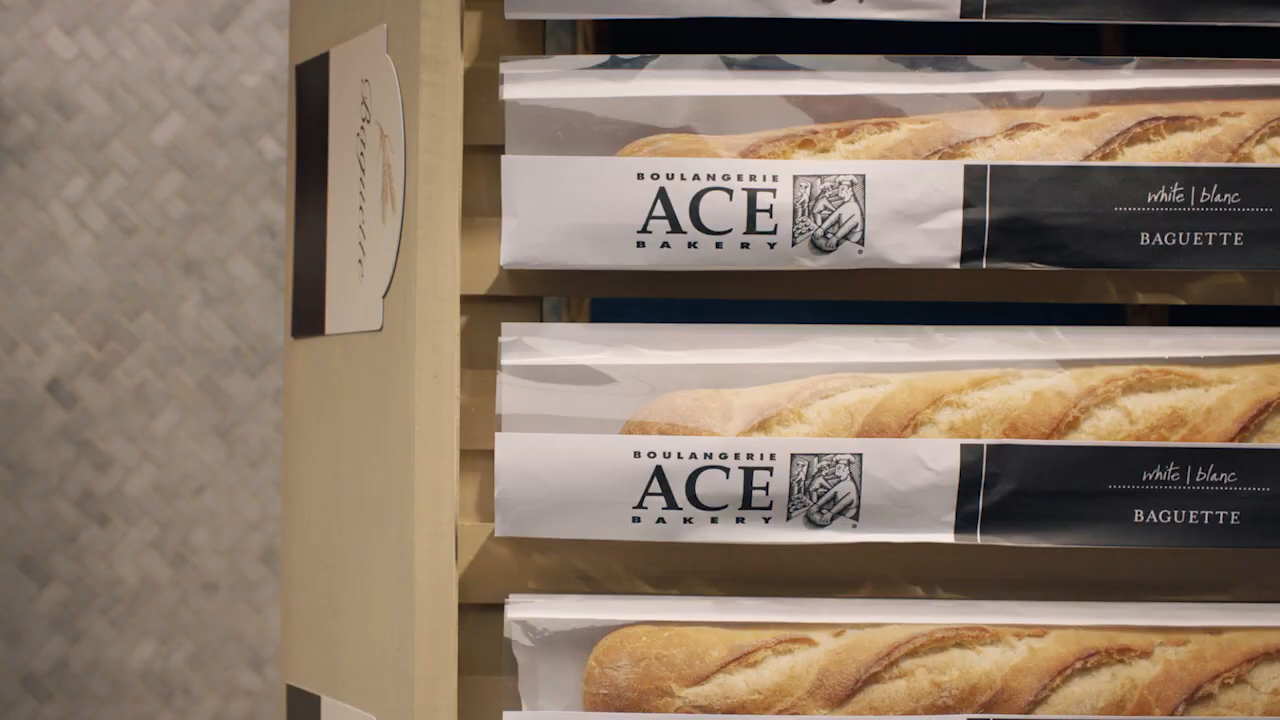 Baguette
BOULANGERIE
ACE
BAKERY
white | blanc
BAGUETTE
BOULANGERIE
ACE
BAKERY
white | blanc
BAGUETTE